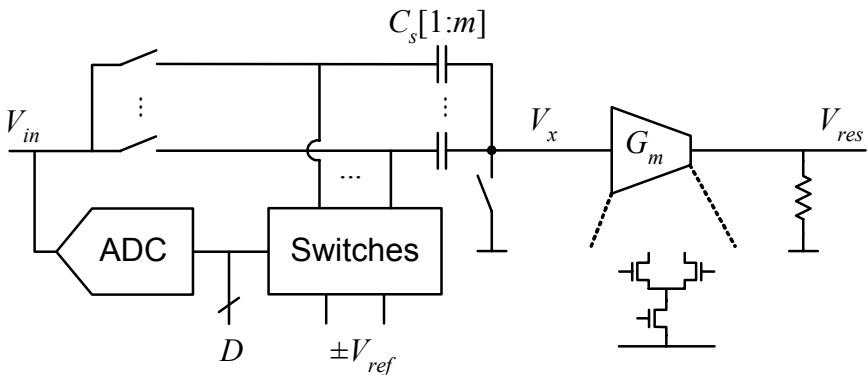 C_s[1:m]
...
...
V_in
V_x
G_m
V_res
...
ADC
Switches
D
±V_ref